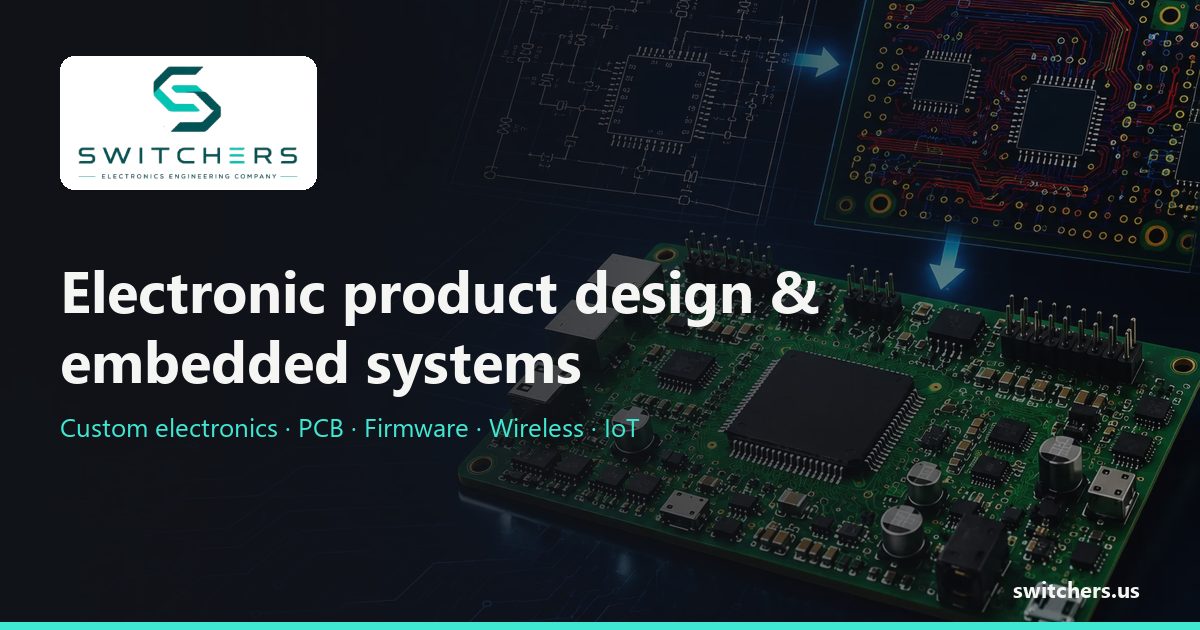 SWITCHERS
ELECTRONICS ENGINEERING COMPANY
Electronic product design &
embedded systems
Custom electronics · PCB · Firmware · Wireless · IoT
switchers.us